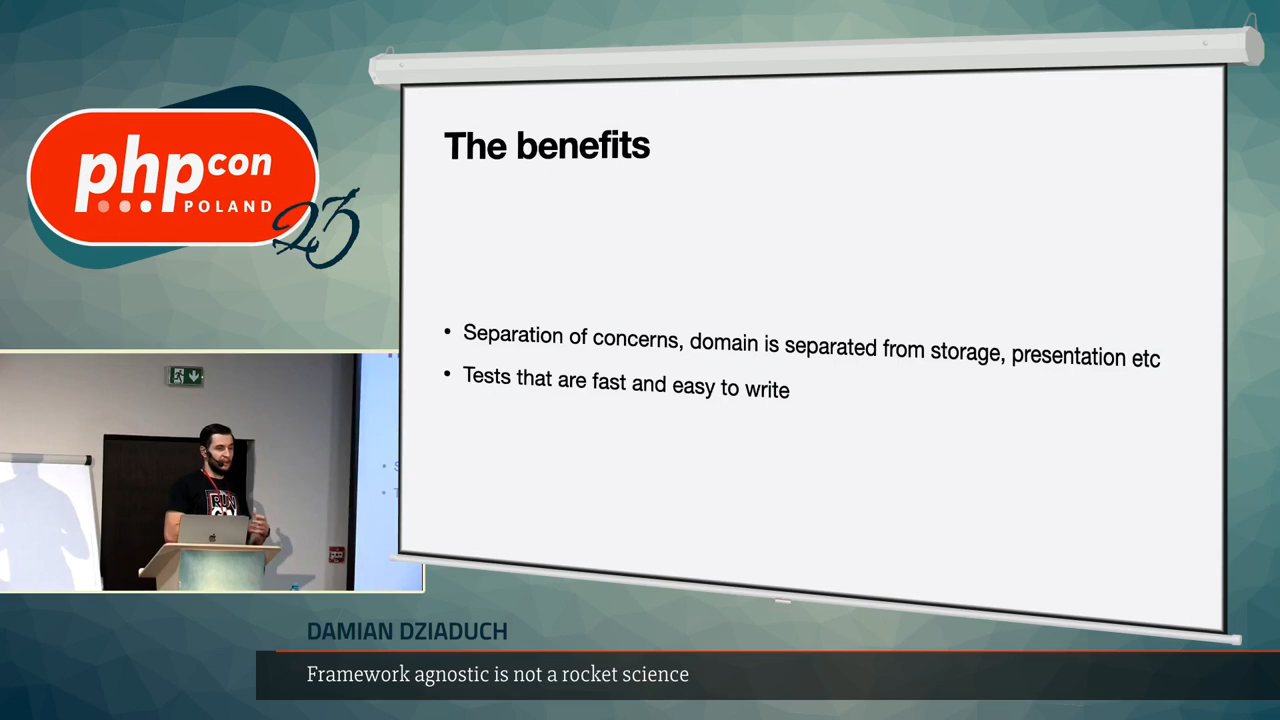 phpcon
POLAND
23
The benefits
• Separation of concerns, domain is separated from storage, presentation etc
• Tests that are fast and easy to write
RUN
DAMIAN DZIADUCH
Framework agnostic is not a rocket science